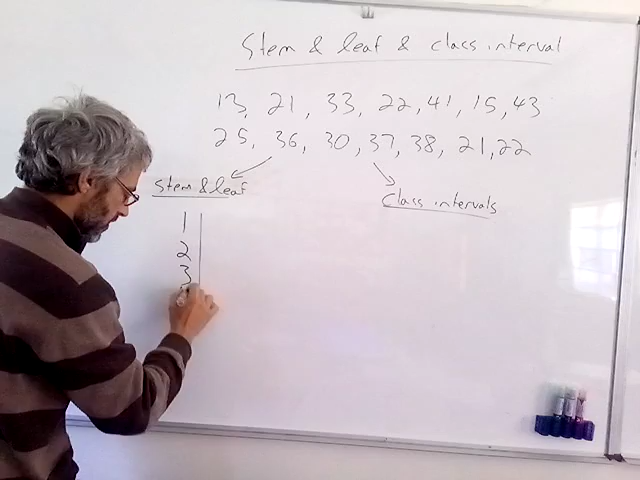 Stem & leaf & class interval
13, 21, 33, 22, 41, 15, 43
25, 36, 30, 37, 38, 21, 22
Stem & leaf
Class intervals
1
2
3